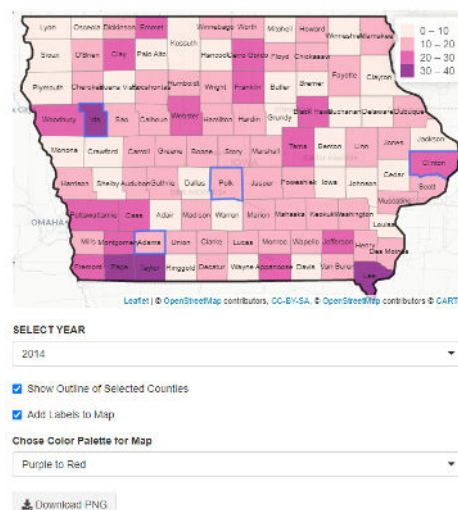 Lyon Osceola Dickinson Emmet Winnebago Worth Mitchell Howard Winneshiek Allamakee
0 – 10
10 – 20
20 – 30
30 – 40
Kossuth
Sioux O'Brien Clay Palo Alto Hancock Cerro Gordo Floyd Chickasaw
Fayette Clayton
Plymouth Cherokee Buena Vista Pocahontas Humboldt Wright Franklin Butler Bremer
Woodbury Ida Sac Calhoun Webster Hamilton Hardin Grundy Black Hawk Buchanan Delaware Dubuque
Jackson
Monona Crawford Carroll Greene Boone Story Marshall Tama Benton Linn Jones
Clinton
Cedar
Harrison Shelby Audubon Guthrie Dallas Polk Jasper Poweshiek Iowa Johnson Scott
Muscatine
OMAHA
Pottawattamie Cass Adair Madison Warren Marion Mahaska Keokuk Washington
Louisa
Mills Montgomery Adams Union Clarke Lucas Monroe Wapello Jefferson Henry
Des Moines
Fremont Page Taylor Ringgold Decatur Wayne Appanoose Davis Van Buren
Lee
Leaflet | © OpenStreetMap contributors, CC-BY-SA, © OpenStreetMap contributors © CART
SELECT YEAR
2014
Show Outline of Selected Counties
Add Labels to Map
Chose Color Palette for Map
Purple to Red
Download PNG